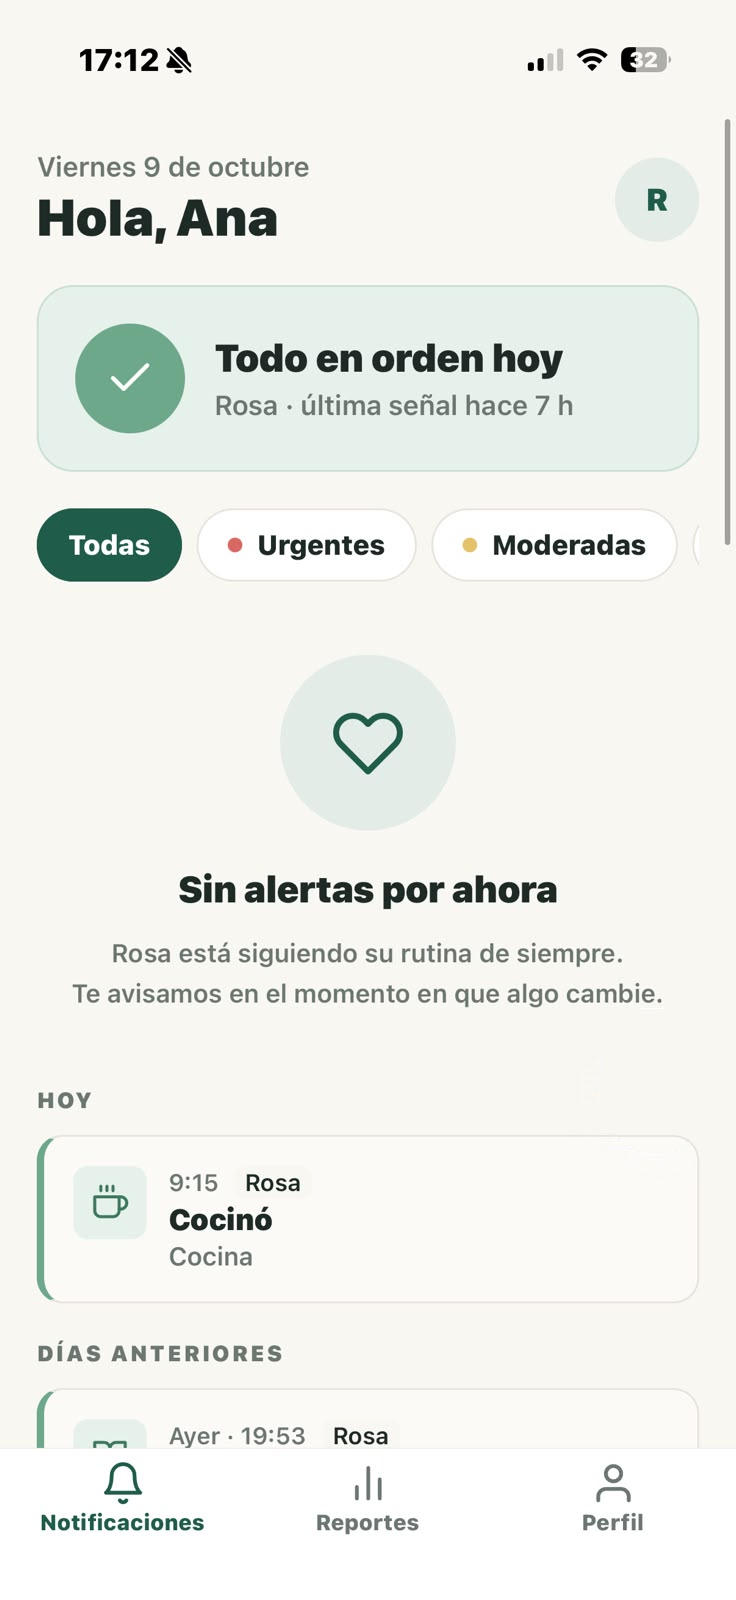 17:12
32
Viernes 9 de octubre
Hola, Ana
R
Todo en orden hoy
Rosa · última señal hace 7 h
Todas
Urgentes
Moderadas
Sin alertas por ahora
Rosa está siguiendo su rutina de siempre.
Te avisamos en el momento en que algo cambie.
HOY
9:15 Rosa
Cocinó
Cocina
DÍAS ANTERIORES
Ayer · 19:53 Rosa
Notificaciones
Reportes
Perfil